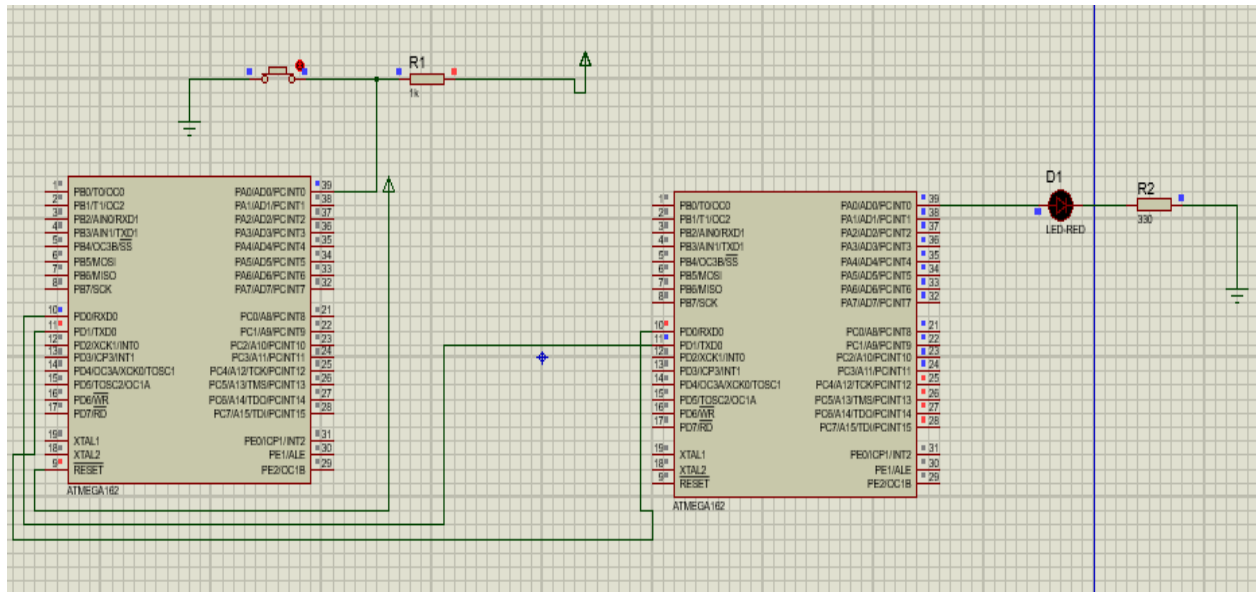 R1
1k
1 PB0/T0/OC0 PA0/AD0/PCINT0 39
2 PB1/T1/OC2 PA1/AD1/PCINT1 38
3 PB2/AIN0/RXD1 PA2/AD2/PCINT2 37
4 PB3/AIN1/TXD1 PA3/AD3/PCINT3 36
5 PB4/OC3B/SS PA4/AD4/PCINT4 35
6 PB5/MOSI PA5/AD5/PCINT5 34
7 PB6/MISO PA6/AD6/PCINT6 33
8 PB7/SCK PA7/AD7/PCINT7 32
10 PD0/RXD0 PC0/A8/PCINT8 21
11 PD1/TXD0 PC1/A9/PCINT9 22
12 PD2/XCK1/INT0 PC2/A10/PCINT10 23
13 PD3/ICP3/INT1 PC3/A11/PCINT11 24
14 PD4/OC3A/XCK0/TOSC1 PC4/A12/TCK/PCINT12 25
15 PD5/TOSC2/OC1A PC5/A13/TMS/PCINT13 26
16 PD6/WR PC6/A14/TDO/PCINT14 27
17 PD7/RD PC7/A15/TDI/PCINT15 28
19 XTAL1 PE0/ICP1/INT2 31
18 XTAL2 PE1/ALE 30
9 RESET PE2/OC1B 29
ATMEGA162
1 PB0/T0/OC0 PA0/AD0/PCINT0 39
2 PB1/T1/OC2 PA1/AD1/PCINT1 38
3 PB2/AIN0/RXD1 PA2/AD2/PCINT2 37
4 PB3/AIN1/TXD1 PA3/AD3/PCINT3 36
5 PB4/OC3B/SS PA4/AD4/PCINT4 35
6 PB5/MOSI PA5/AD5/PCINT5 34
7 PB6/MISO PA6/AD6/PCINT6 33
8 PB7/SCK PA7/AD7/PCINT7 32
10 PD0/RXD0 PC0/A8/PCINT8 21
11 PD1/TXD0 PC1/A9/PCINT9 22
12 PD2/XCK1/INT0 PC2/A10/PCINT10 23
13 PD3/ICP3/INT1 PC3/A11/PCINT11 24
14 PD4/OC3A/XCK0/TOSC1 PC4/A12/TCK/PCINT12 25
15 PD5/TOSC2/OC1A PC5/A13/TMS/PCINT13 26
16 PD6/WR PC6/A14/TDO/PCINT14 27
17 PD7/RD PC7/A15/TDI/PCINT15 28
19 XTAL1 PE0/ICP1/INT2 31
18 XTAL2 PE1/ALE 30
9 RESET PE2/OC1B 29
ATMEGA162
D1
LED-RED
R2
330